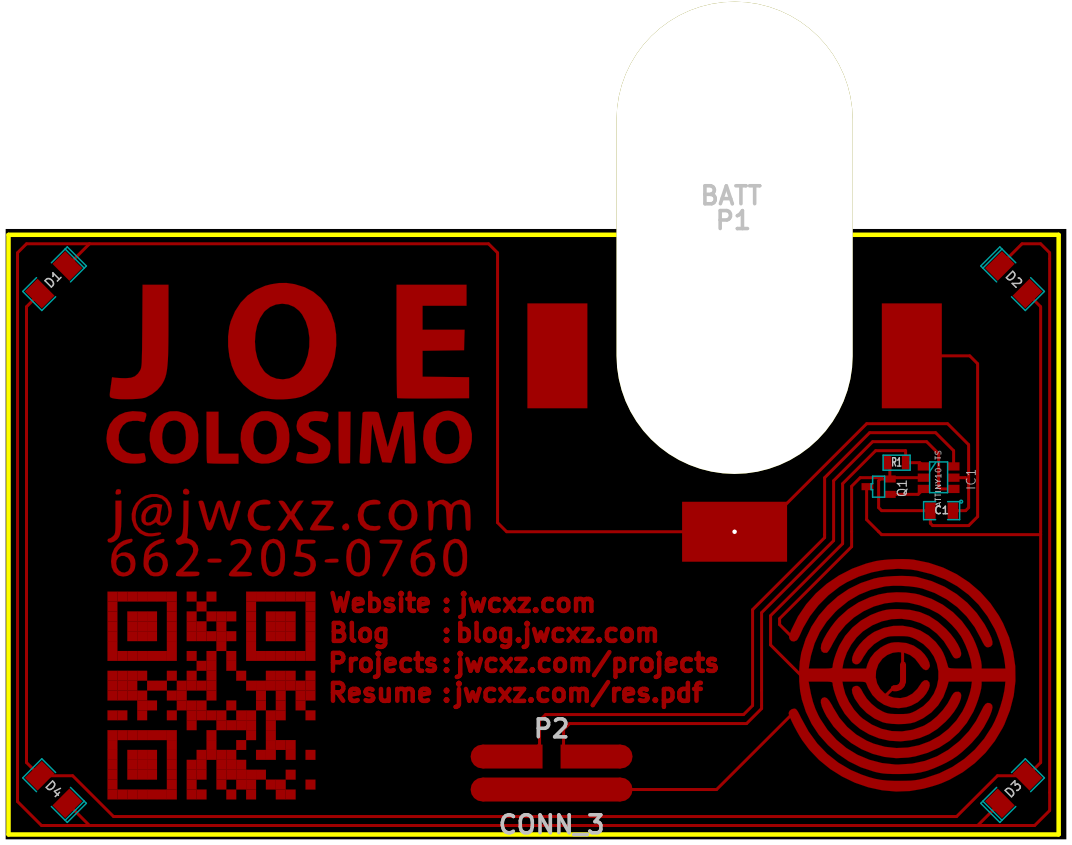 BATT
P1
D1
D2
JOE
COLOSIMO
j@jwcxz.com
662-205-0760
R1
Q1
IC1
C1
Website : jwcxz.com
Blog :blog.jwcxz.com
Projects:jwcxz.com/projects
Resume :jwcxz.com/res.pdf
J
P2
D4
D3
CONN_3